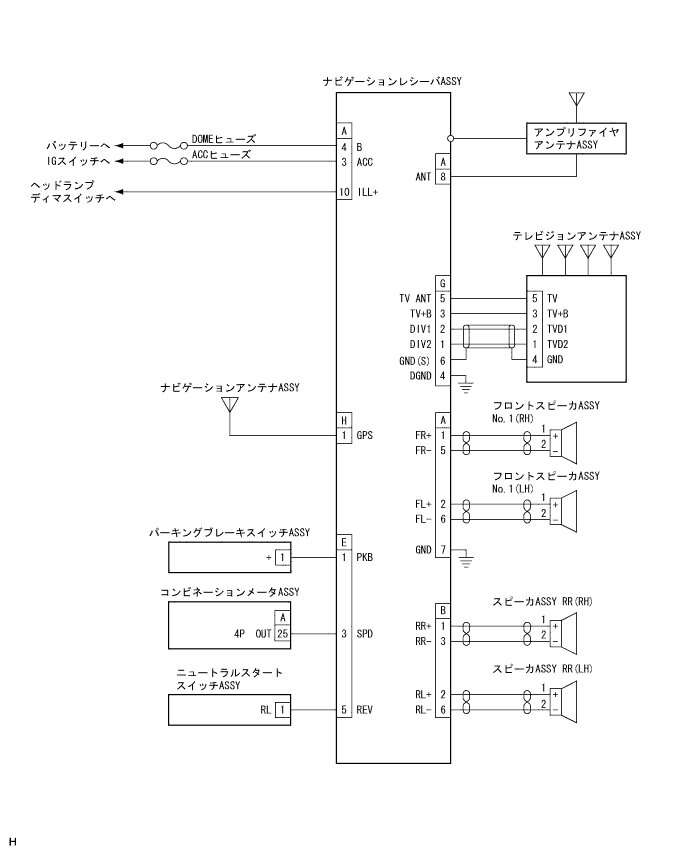 ナビゲーションレシーバASSY
A
バッテリーへ DOMEヒューズ 4 B
IGスイッチへ ACCヒューズ 3 ACC
ヘッドランプ
ディマスイッチへ
10 ILL+
アンプリファイヤ
アンテナASSY
A
ANT 8
テレビジョンアンテナASSY
G
TV ANT 5 5 TV
TV+B 3 3 TV+B
DIV1 2 2 TVD1
DIV2 1 1 TVD2
GND(S) 6 4 GND
DGND 4
ナビゲーションアンテナASSY
H
1 GPS
フロントスピーカASSY
No.1(RH)
A
FR+ 1 1 +
FR- 5 2 -
フロントスピーカASSY
No.1(LH)
FL+ 2 1 +
FL- 6 2 -
GND 7
パーキングブレーキスイッチASSY
E
+ 1 1 PKB
コンビネーションメータASSY
A
4P OUT 25 3 SPD
スピーカASSY RR(RH)
B
RR+ 1 1 +
RR- 3 2 -
ニュートラルスタート
スイッチASSY
RL 1 5 REV
スピーカASSY RR(LH)
RL+ 2 1 +
RL- 6 2 -
H